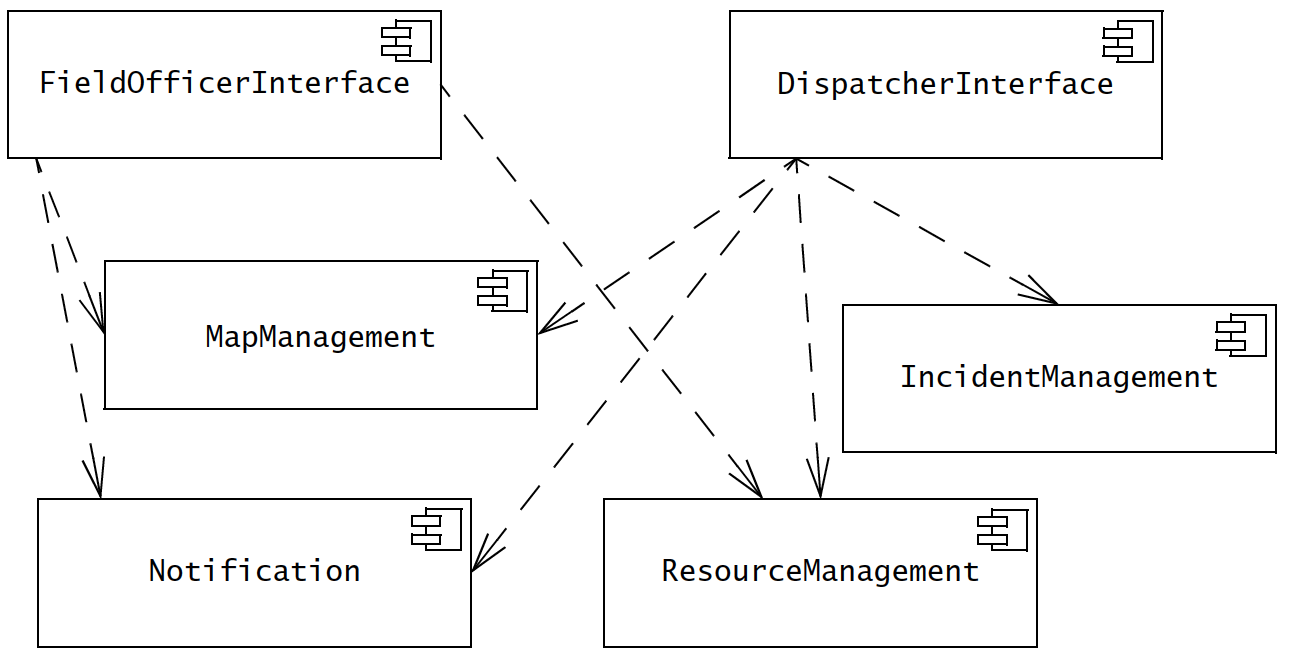 FieldOfficerInterface
DispatcherInterface
MapManagement
IncidentManagement
Notification
ResourceManagement